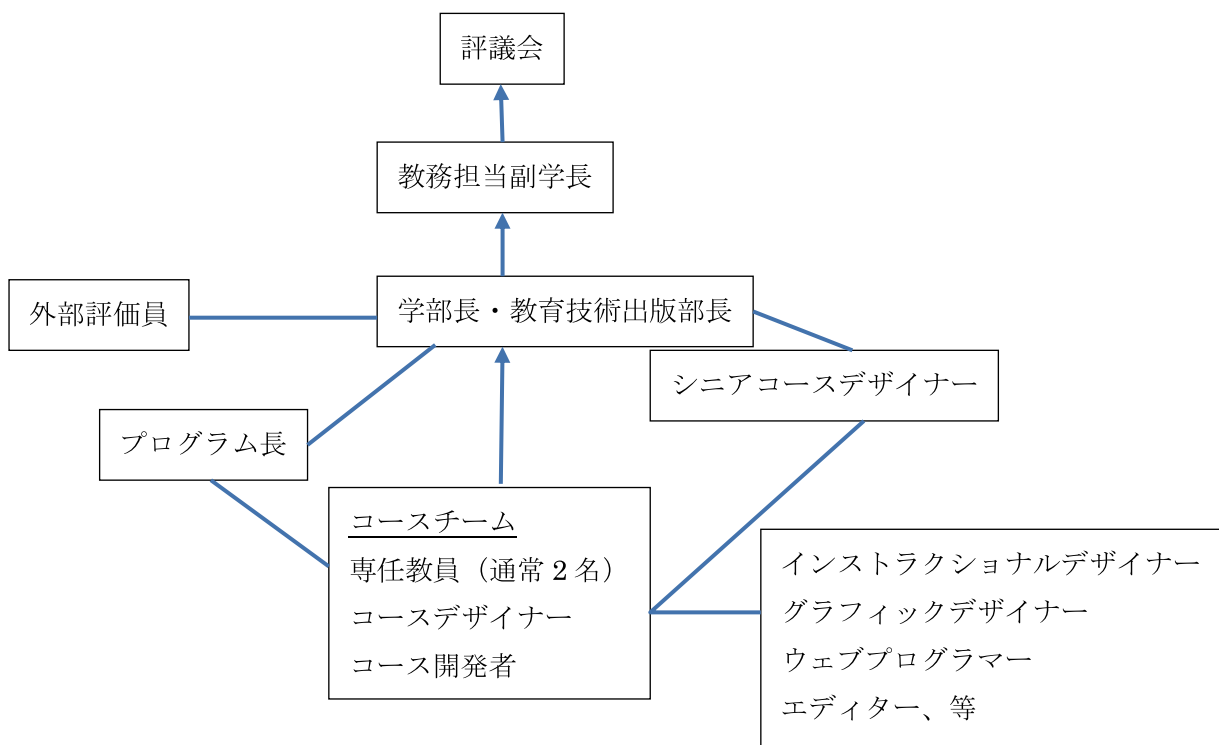 評議会
教務担当副学長
外部評価員
学部長・教育技術出版部長
シニアコースデザイナー
プログラム長
コースチーム
専任教員（通常 2 名）
コースデザイナー
コース開発者
インストラクショナルデザイナー
グラフィックデザイナー
ウェブプログラマー
エディター、等